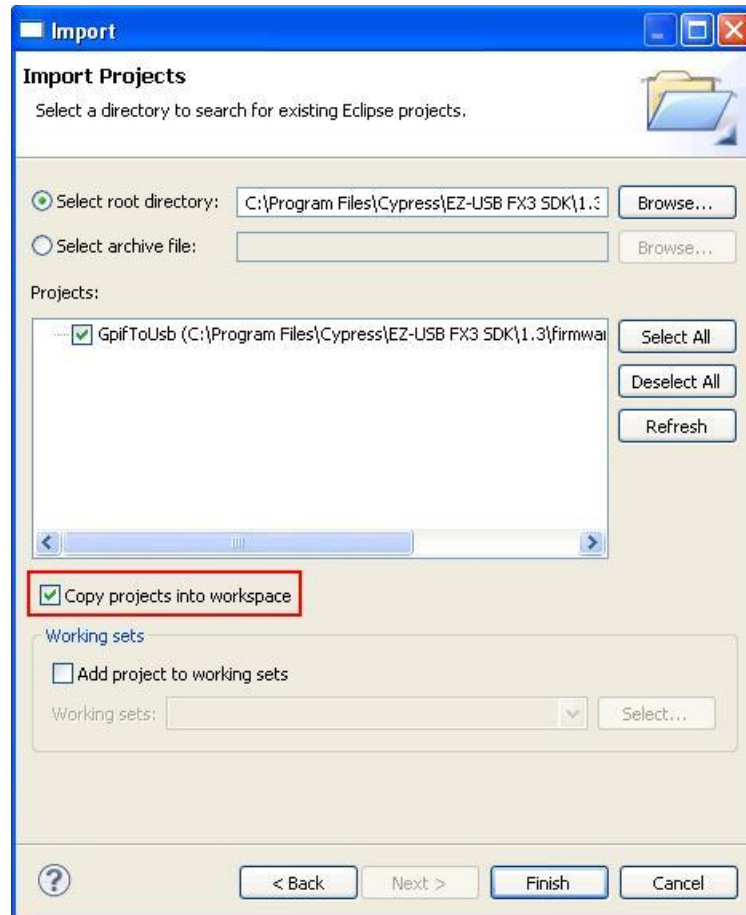 Import
Import Projects
Select a directory to search for existing Eclipse projects.
Select root directory: C:\Program Files\Cypress\EZ-USB FX3 SDK\1.3 Browse...
Select archive file: Browse...
Projects:
GpifToUsb (C:\Program Files\Cypress\EZ-USB FX3 SDK\1.3\firmwar
Select All
Deselect All
Refresh
Copy projects into workspace
Working sets
Add project to working sets
Working sets: Select...
? < Back Next > Finish Cancel